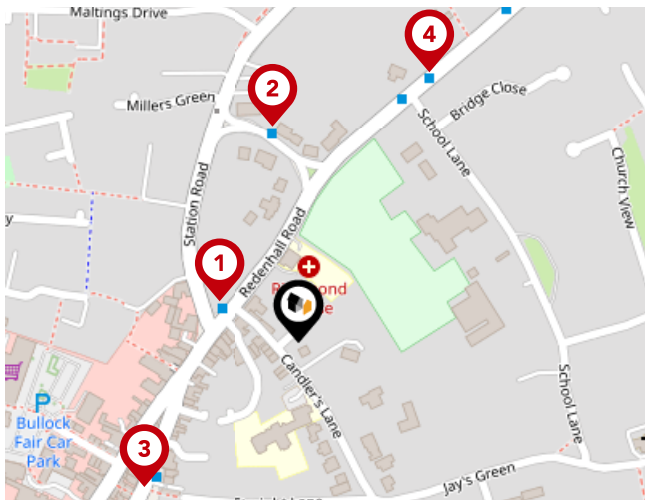 Maltings Drive
4
2
Millers Green
Bridge Close
School Lane
Church View
Station Road
Redenhall Road
1
Candler's Lane
School Lane
P
Bullock
Fair Car
Park
3
Jay's Green